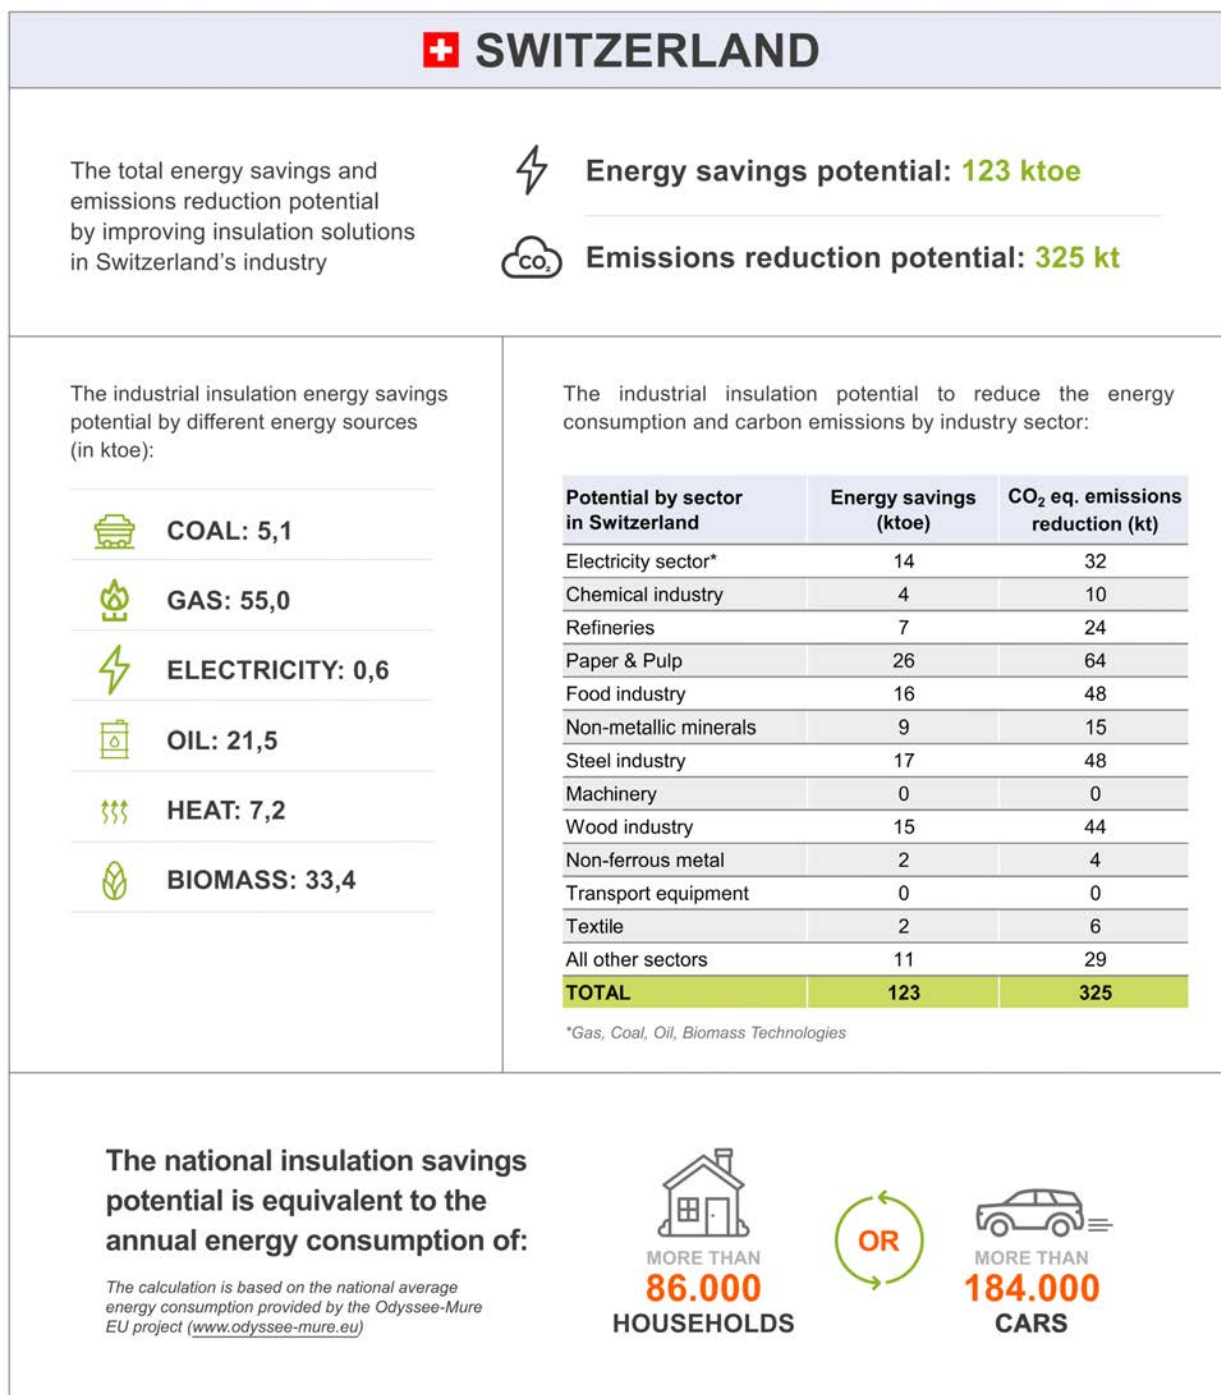 SWITZERLAND
The total energy savings and
emissions reduction potential
by improving insulation solutions
in Switzerland's industry
Energy savings potential: 123 ktoe
CO₂
Emissions reduction potential: 325 kt
The industrial insulation energy savings
potential by different energy sources
(in ktoe):
COAL: 5,1
GAS: 55,0
ELECTRICITY: 0,6
OIL: 21,5
HEAT: 7,2
BIOMASS: 33,4
The industrial insulation potential to reduce the energy
consumption and carbon emissions by industry sector:
Potential by sector
in Switzerland
Energy savings
(ktoe)
CO₂ eq. emissions
reduction (kt)
Electricity sector* 14 32
Chemical industry 4 10
Refineries 7 24
Paper & Pulp 26 64
Food industry 16 48
Non-metallic minerals 9 15
Steel industry 17 48
Machinery 0 0
Wood industry 15 44
Non-ferrous metal 2 4
Transport equipment 0 0
Textile 2 6
All other sectors 11 29
TOTAL 123 325
*Gas, Coal, Oil, Biomass Technologies
The national insulation savings
potential is equivalent to the
annual energy consumption of:
The calculation is based on the national average
energy consumption provided by the Odyssee-Mure
EU project (www.odyssee-mure.eu)
MORE THAN
86.000
HOUSEHOLDS
OR
MORE THAN
184.000
CARS